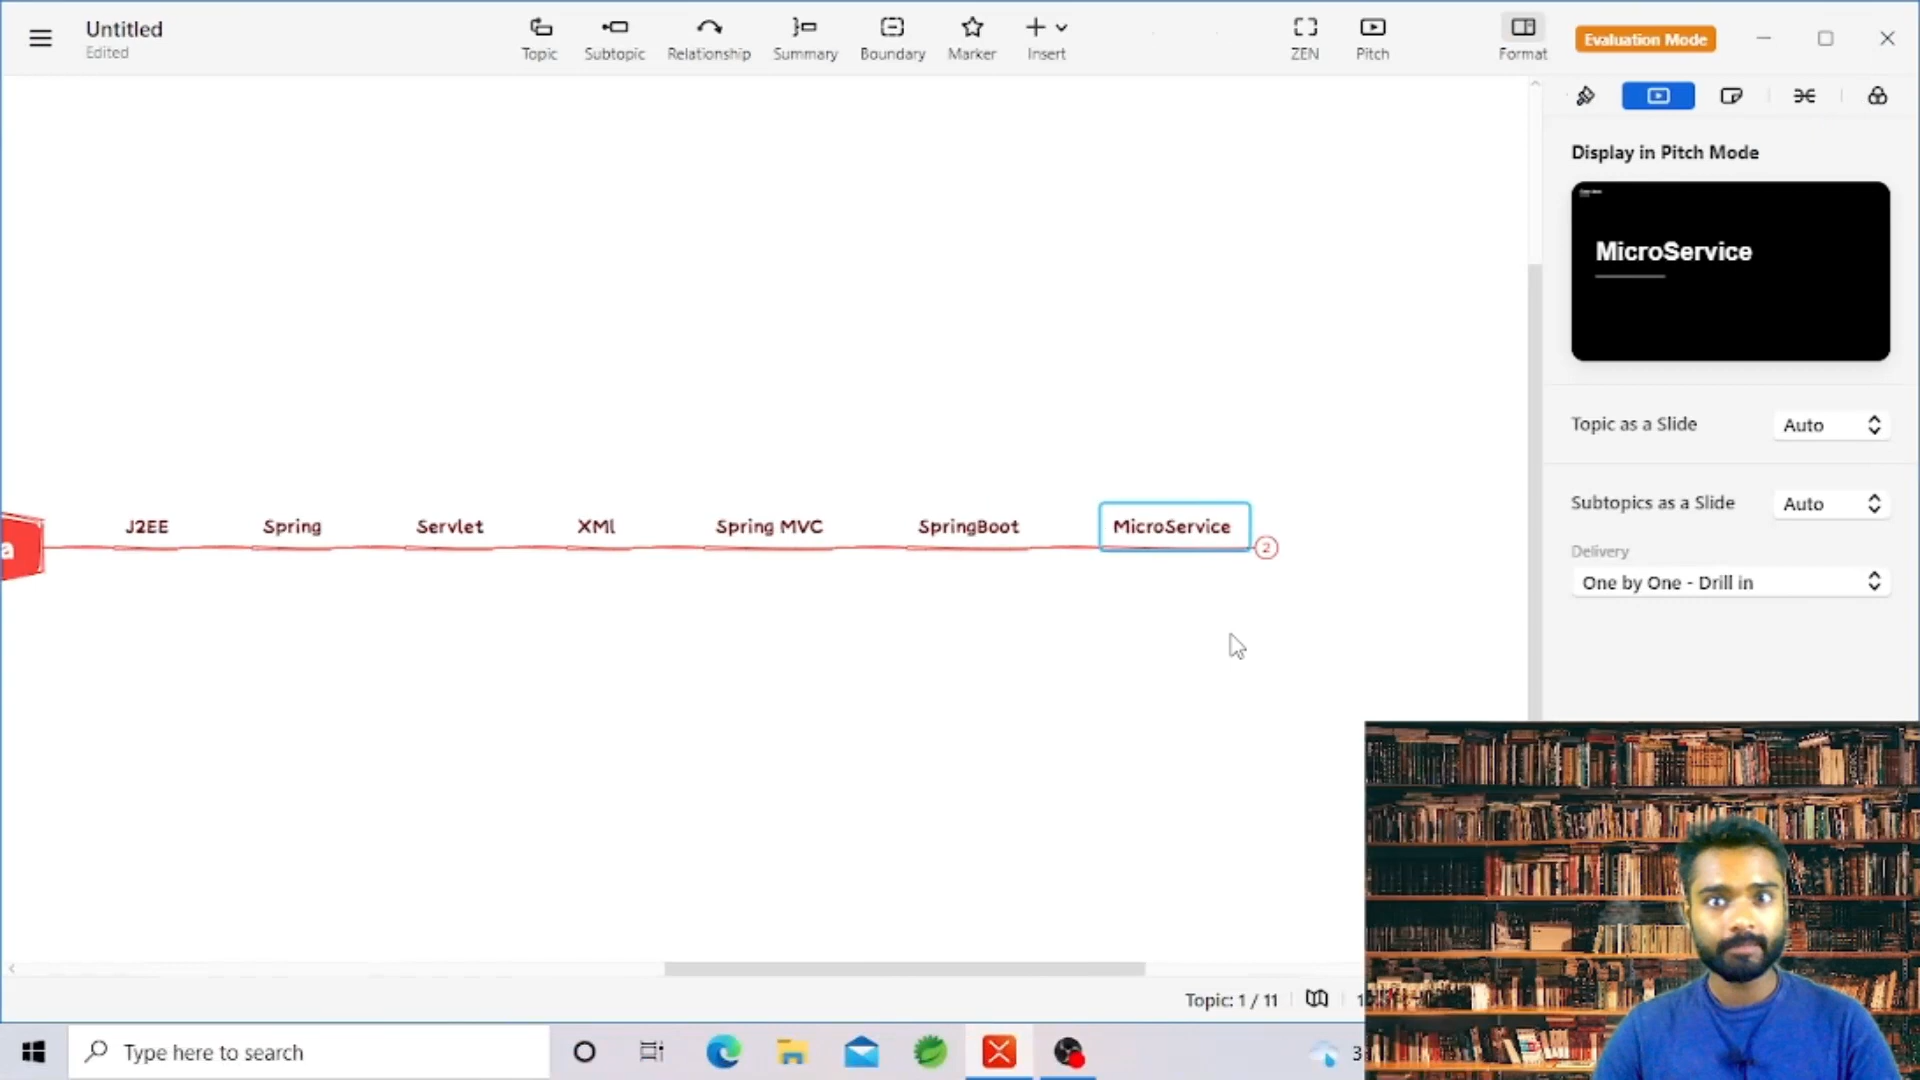 Untitled
Edited
Topic
Subtopic
Relationship
Summary
Boundary
Marker
Insert
ZEN
Pitch
Format
Evaluation Mode
Display in Pitch Mode
MicroService
Topic as a Slide
Auto
Subtopics as a Slide
Auto
Delivery
One by One - Drill in
a
J2EE
Spring
Servlet
XMl
Spring MVC
SpringBoot
MicroService
2
Topic: 1 / 11
Type here to search
3